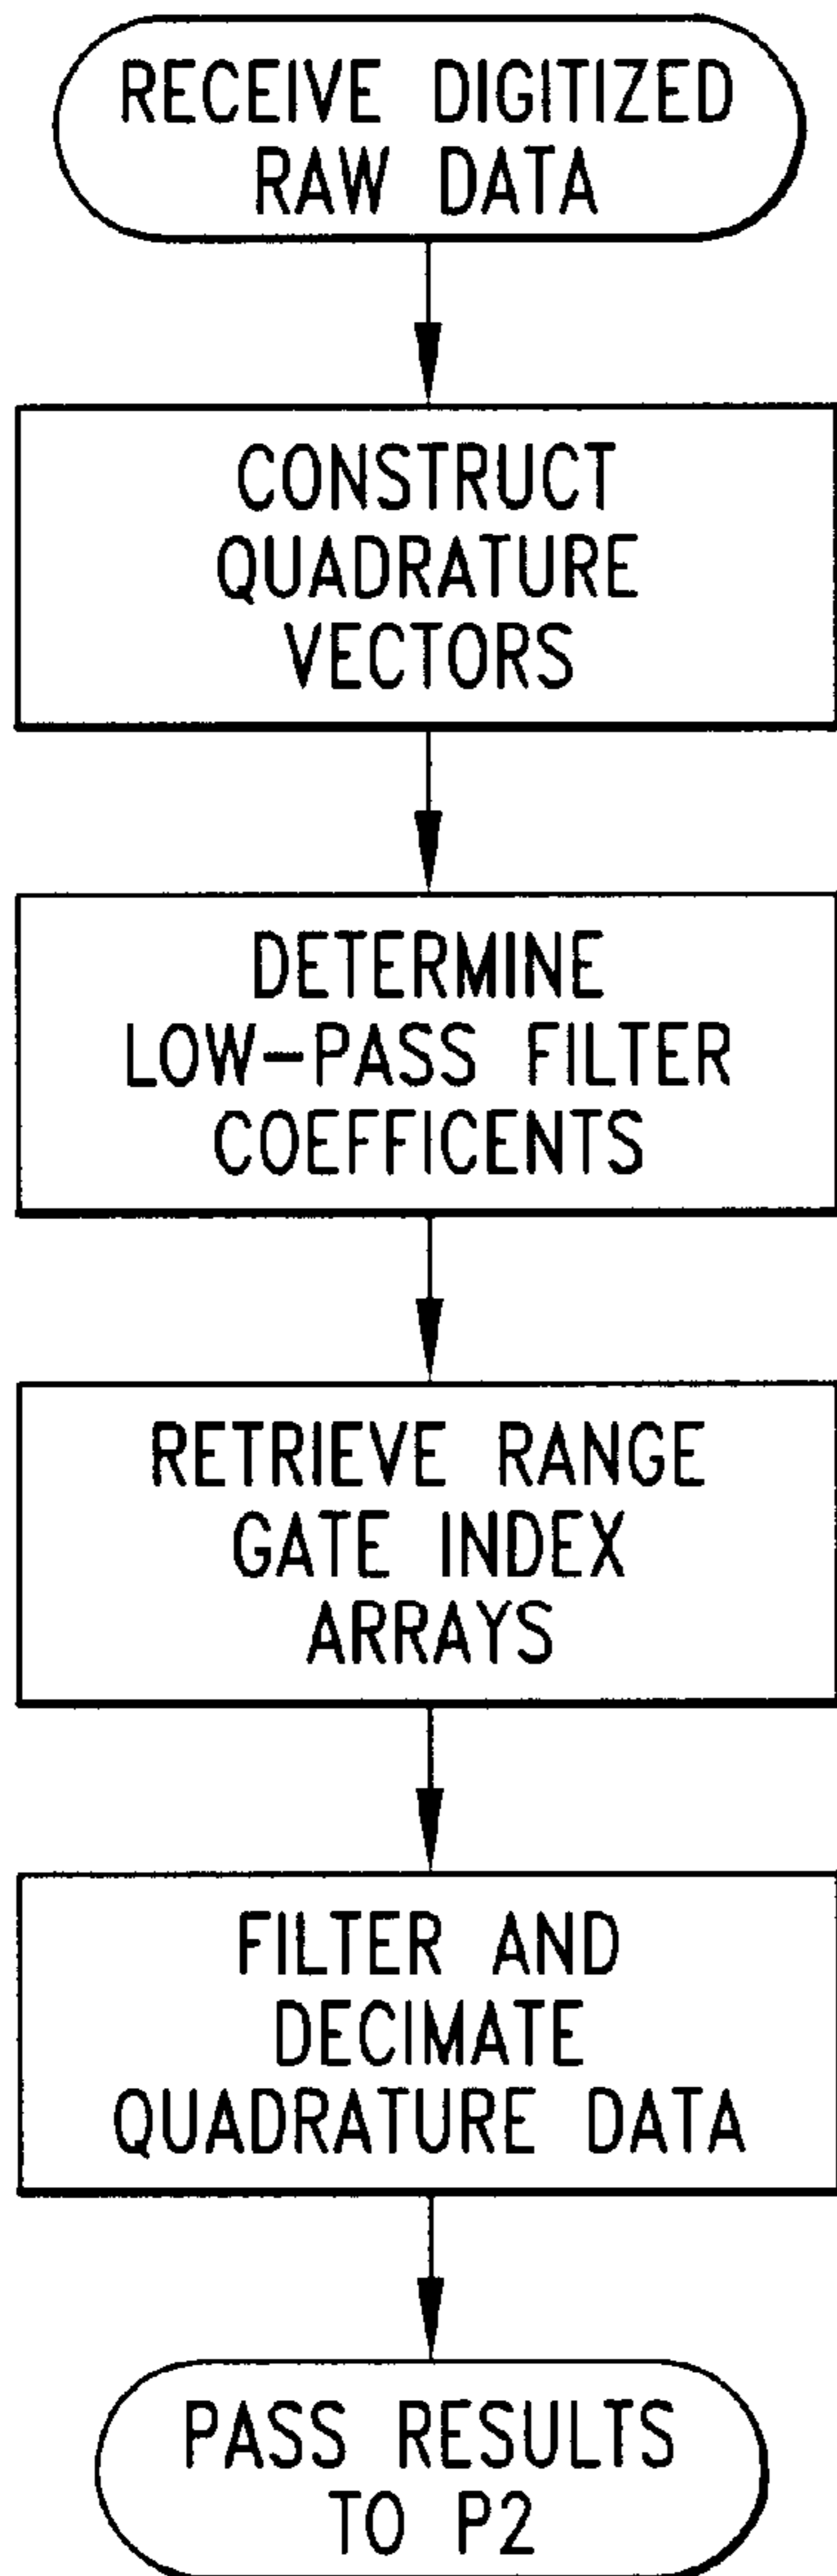 RECEIVE DIGITIZED
RAW DATA
CONSTRUCT
QUADRATURE
VECTORS
DETERMINE
LOW-PASS FILTER
COEFFICENTS
RETRIEVE RANGE
GATE INDEX
ARRAYS
FILTER AND
DECIMATE
QUADRATURE DATA
PASS RESULTS
TO P2